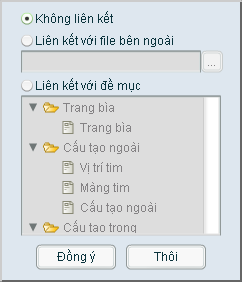 Không liên kết
Liên kết với file bên ngoài
...
Liên kết với đề mục
Trang bìa
Trang bìa
Cấu tạo ngoài
Vị trí tim
Màng tim
Cấu tạo ngoài
Cấu tạo trong
Đồng ý
Thôi